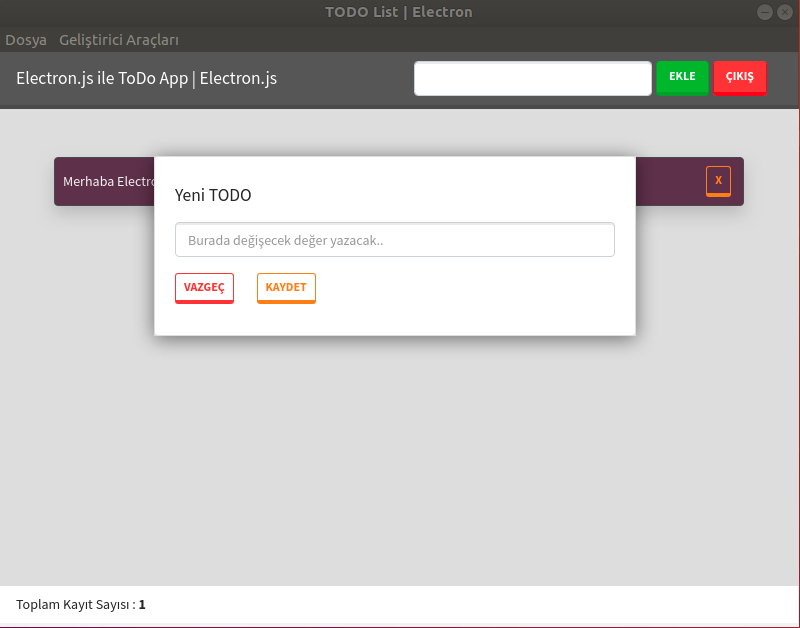 TODO List | Electron
Dosya Geliştirici Araçları
Electron.js ile ToDo App | Electron.js EKLE ÇIKIŞ
Merhaba Electro X
Yeni TODO
Burada değişecek değer yazacak..
VAZGEÇ KAYDET
Toplam Kayıt Sayısı : 1